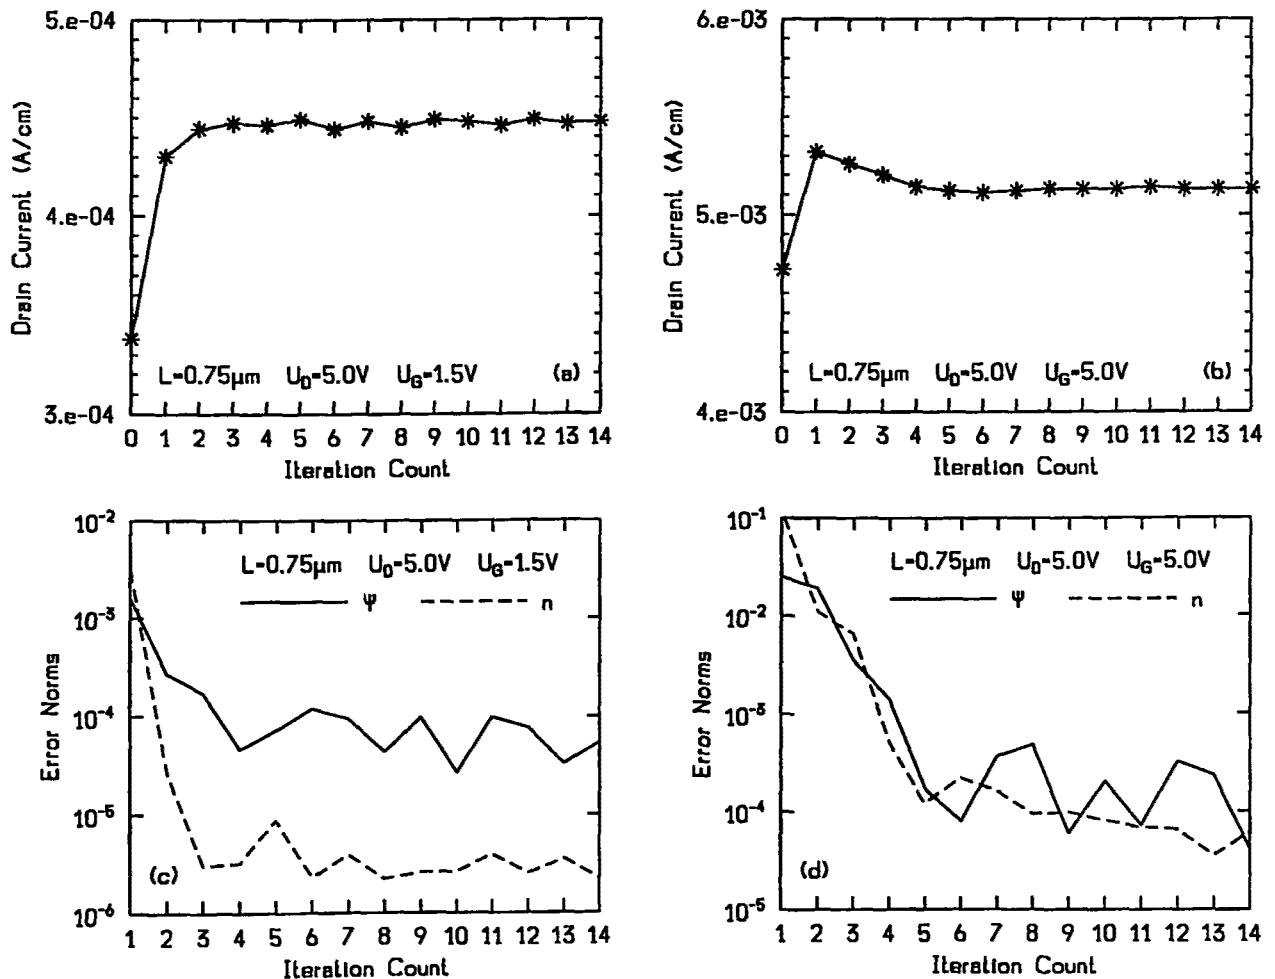 5.e-04
4.e-04
3.e-04
Drain Current (A/cm)
L=0.75μm U_D=5.0V U_G=1.5V (a)
0 1 2 3 4 5 6 7 8 9 10 11 12 13 14
Iteration Count
6.e-03
5.e-03
4.e-03
Drain Current (A/cm)
L=0.75μm U_D=5.0V U_G=5.0V (b)
0 1 2 3 4 5 6 7 8 9 10 11 12 13 14
Iteration Count
10^-2
10^-3
10^-4
10^-5
10^-6
Error Norms
L=0.75μm U_D=5.0V U_G=1.5V
Ψ n
(c)
1 2 3 4 5 6 7 8 9 10 11 12 13 14
Iteration Count
10^-1
10^-2
10^-3
10^-4
10^-5
Error Norms
L=0.75μm U_D=5.0V U_G=5.0V
Ψ n
(d)
1 2 3 4 5 6 7 8 9 10 11 12 13 14
Iteration Count